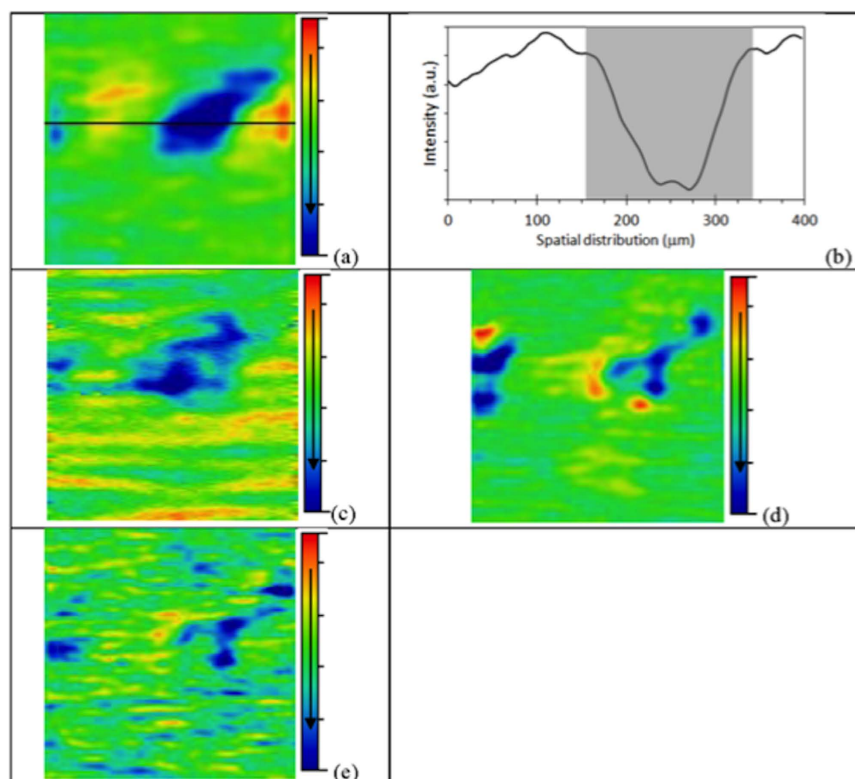 (a)
Intensity (a.u.)
0 100 200 300 400
Spatial distribution (μm)
(b)
(c)
(d)
(e)